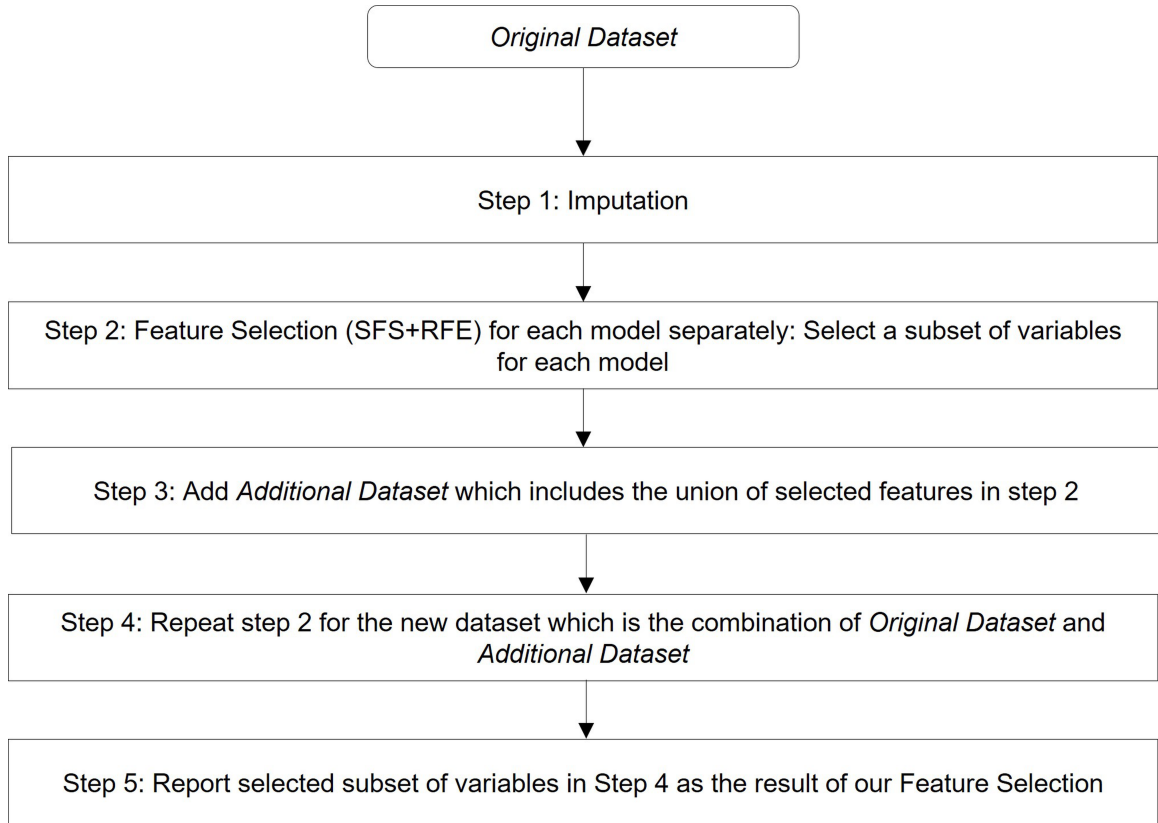 Original Dataset
Step 1: Imputation
Step 2: Feature Selection (SFS+RFE) for each model separately: Select a subset of variables
for each model
Step 3: Add Additional Dataset which includes the union of selected features in step 2
Step 4: Repeat step 2 for the new dataset which is the combination of Original Dataset and
Additional Dataset
Step 5: Report selected subset of variables in Step 4 as the result of our Feature Selection